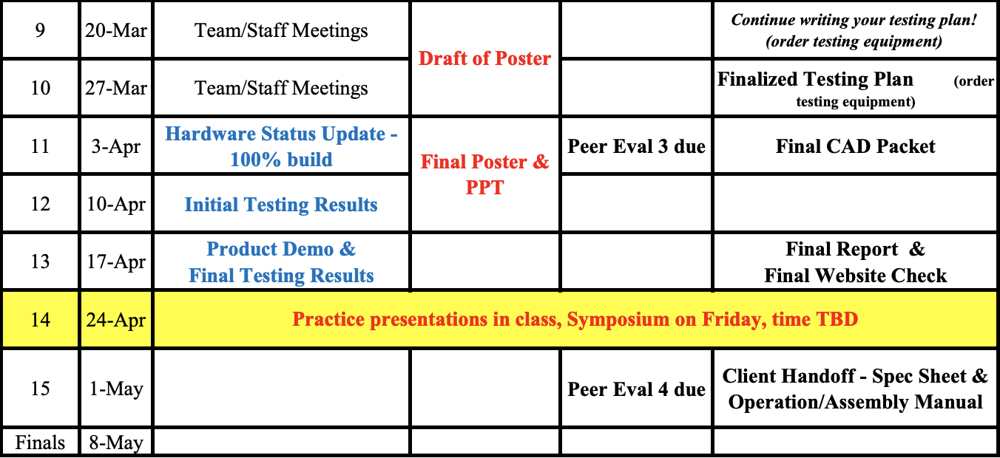 9 20-Mar Team/Staff Meetings
Continue writing your testing plan!
(order testing equipment)
Draft of Poster
10 27-Mar Team/Staff Meetings
Finalized Testing Plan (order
testing equipment)
11 3-Apr
Hardware Status Update -
100% build
Final Poster &
PPT
Peer Eval 3 due
Final CAD Packet
12 10-Apr Initial Testing Results
13 17-Apr
Product Demo &
Final Testing Results
Final Report &
Final Website Check
14 24-Apr Practice presentations in class, Symposium on Friday, time TBD
15 1-May
Peer Eval 4 due
Client Handoff - Spec Sheet &
Operation/Assembly Manual
Finals 8-May